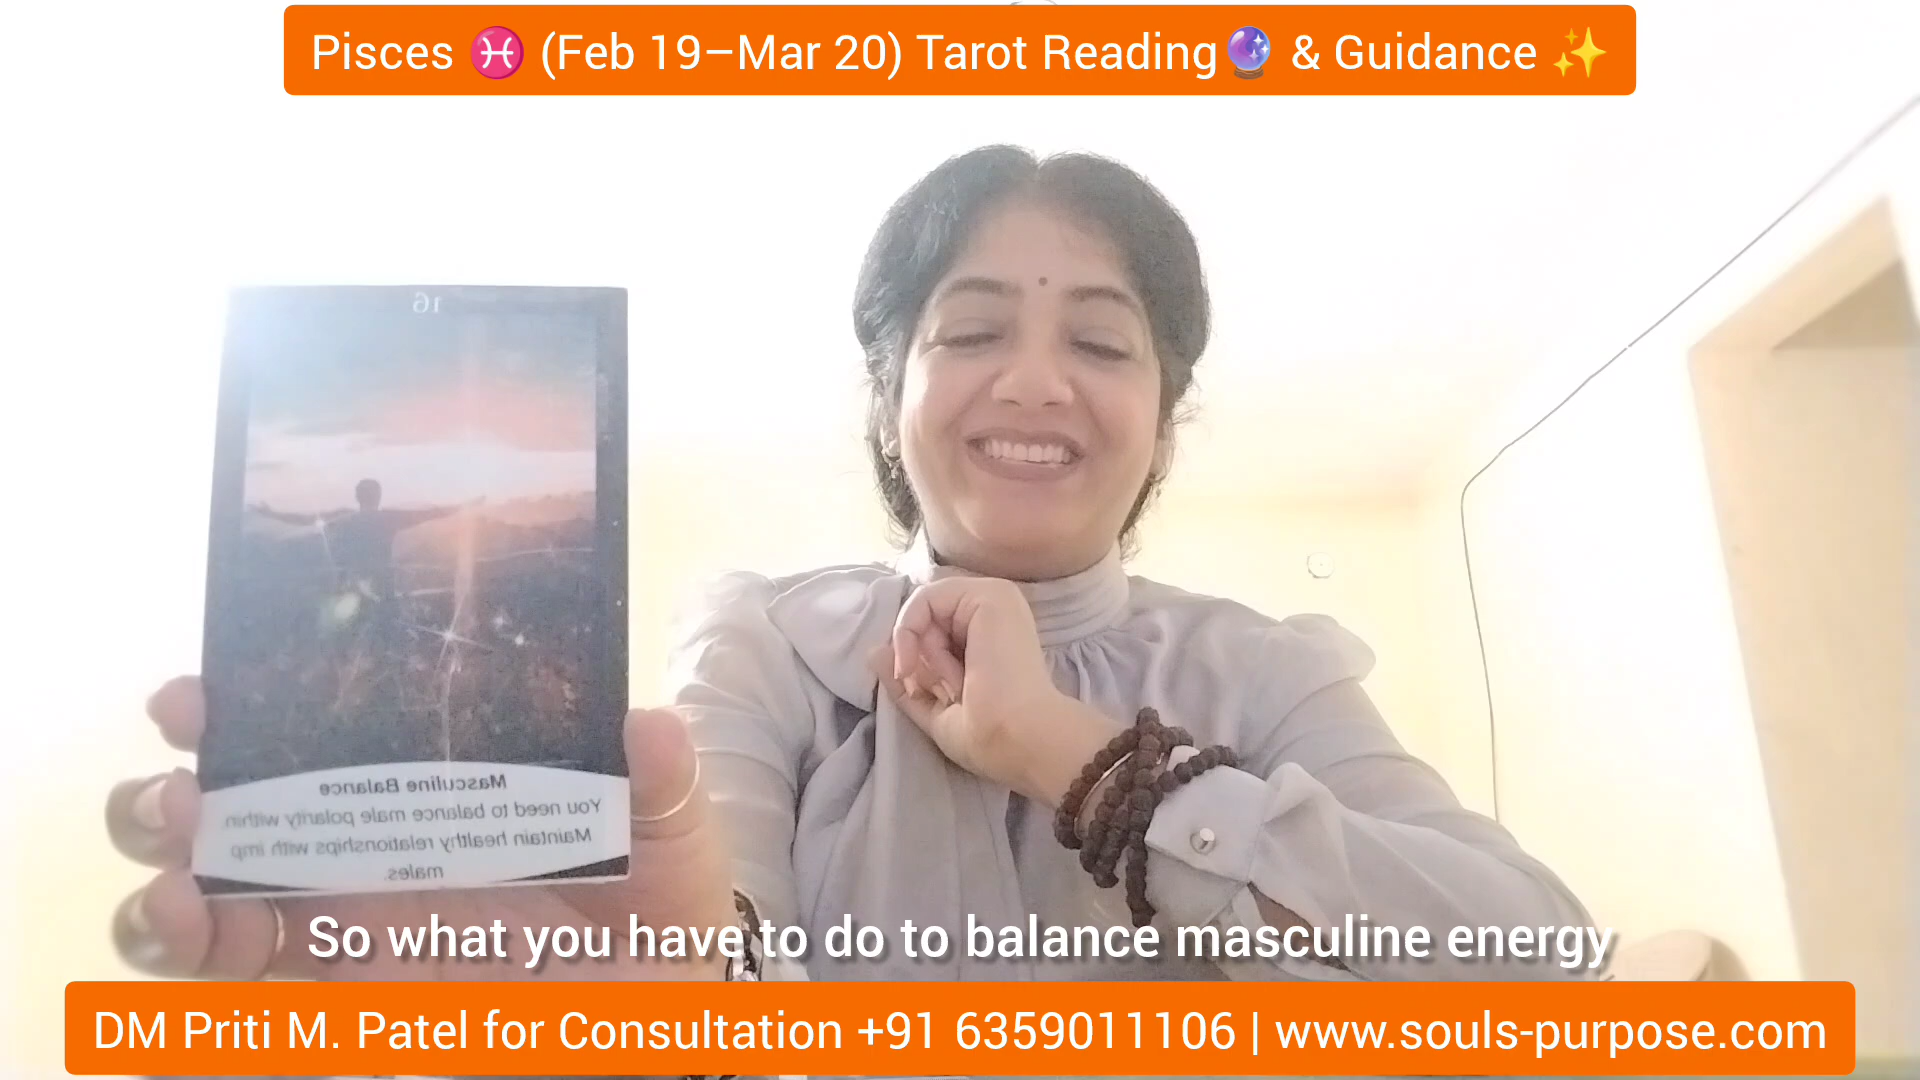 Pisces ♓ (Feb 19–Mar 20) Tarot Reading🔮 & Guidance ✨
16
Masculine Balance
You need to balance male polarity within.
Maintain healthy relationships with imp
males.
So what you have to do to balance masculine energy
DM Priti M. Patel for Consultation +91 6359011106 | www.souls-purpose.com